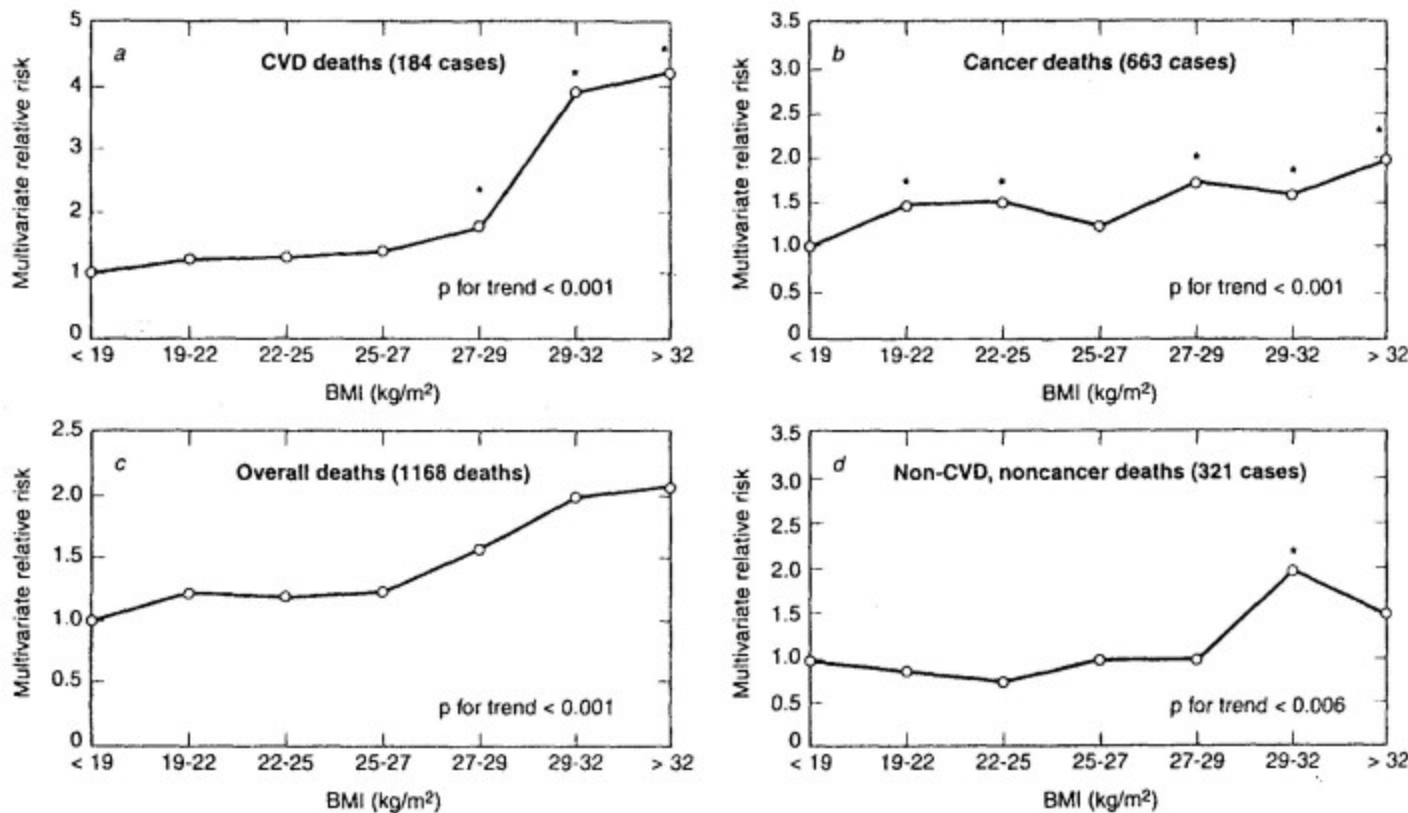 a
CVD deaths (184 cases)
Multivariate relative risk
5
4
3
2
1
0
*
*
*
p for trend < 0.001
< 19 19-22 22-25 25-27 27-29 29-32 > 32
BMI (kg/m²)
b
Cancer deaths (663 cases)
Multivariate relative risk
3.5
3.0
2.5
2.0
1.5
1.0
0.5
0
*
*
*
*
*
p for trend < 0.001
< 19 19-22 22-25 25-27 27-29 29-32 > 32
BMI (kg/m²)
c
Overall deaths (1168 deaths)
Multivariate relative risk
2.5
2.0
1.5
1.0
0.5
0
p for trend < 0.001
< 19 19-22 22-25 25-27 27-29 29-32 > 32
BMI (kg/m²)
d
Non-CVD, noncancer deaths (321 cases)
Multivariate relative risk
3.5
3.0
2.5
2.0
1.5
1.0
0.5
0
*
p for trend < 0.006
< 19 19-22 22-25 25-27 27-29 29-32 > 32
BMI (kg/m²)